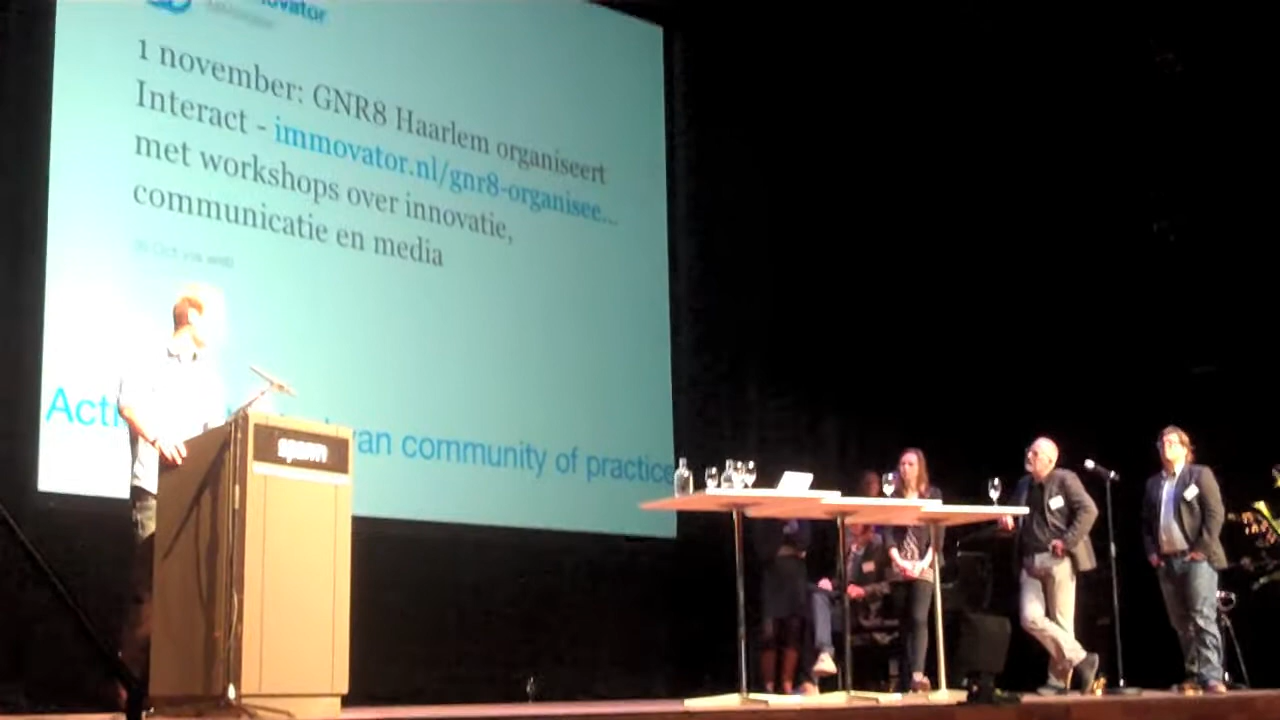 1 november: GNR8 Haarlem organiseert
Interact - immovator.nl/gnr8-organisee...
met workshops over innovatie,
communicatie en media
van community of practice